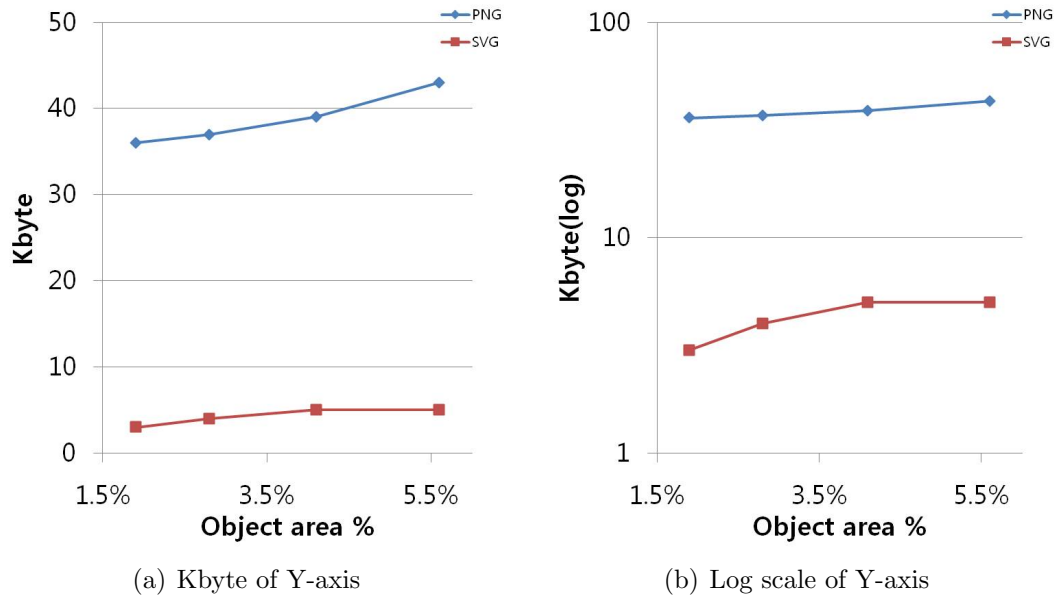 PNG
SVG
50
40
30
20
10
0
Kbyte
1.5%
3.5%
5.5%
Object area %
(a) Kbyte of Y-axis
PNG
SVG
100
10
1
Kbyte(log)
1.5%
3.5%
5.5%
Object area %
(b) Log scale of Y-axis